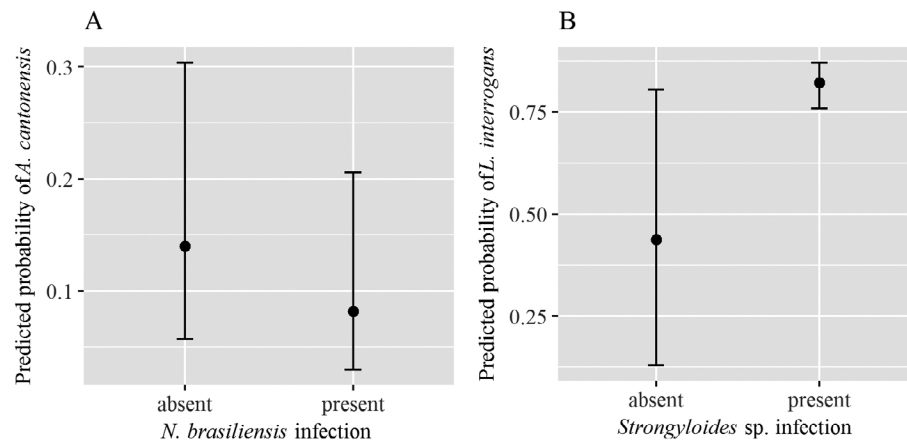 A
Predicted probability of A. cantonensis
0.3
0.2
0.1
absent
present
N. brasiliensis infection
B
Predicted probability of L. interrogans
0.75
0.50
0.25
absent
present
Strongyloides sp. infection